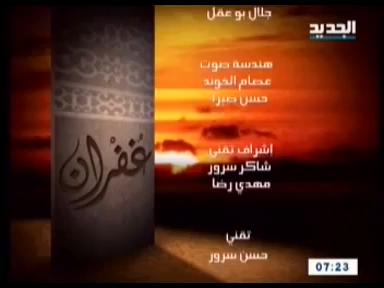 جلال بو عقل
الجديد
هندسة صوت
عصام الخوند
حسن صبرا
غفران
إشراف تقني
شاكر سرور
مهدي رضا
تقني
حسن سرور
07:23